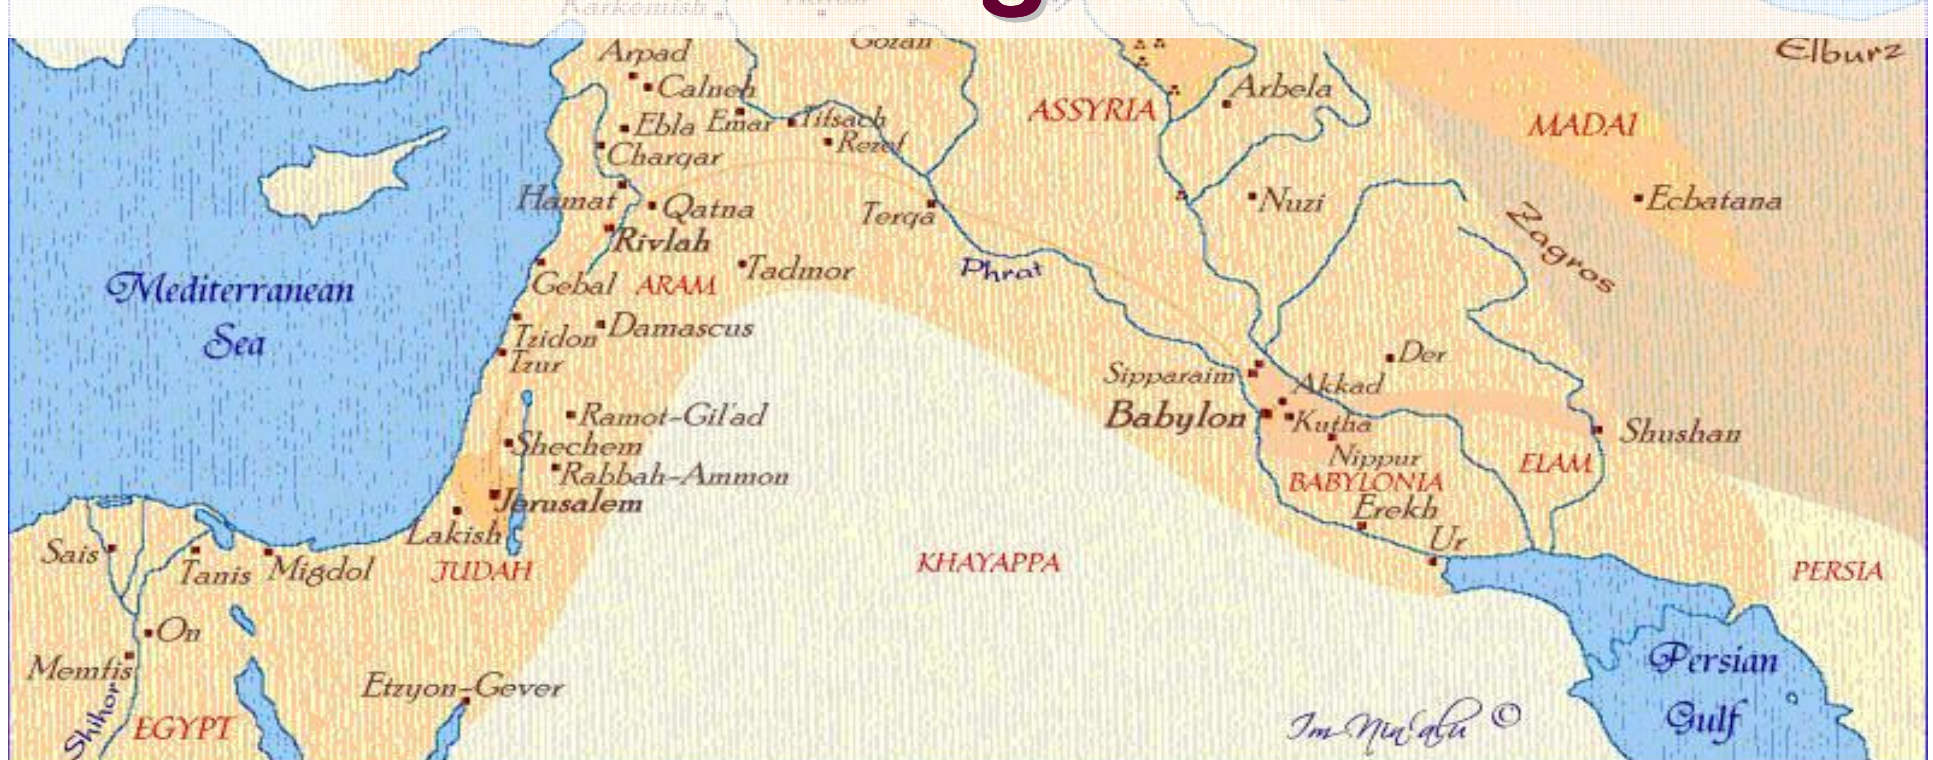 Karkemish
Gozan
Elburz
Arpad
Calneh
Arbela
ASSYRIA
MADAI
Ebla
Emar
Tifsach
Rezef
Charqar
Hamat
Qatna
Terqa
Nuzi
Ecbatana
Zagros
Rivlah
Gebal
ARAM
Tadmor
Phrat
Mediterranean
Sea
Tzidon
Damascus
Tzur
Sipparaim
Akkad
Der
Ramot-Gil'ad
Babylon
Kutha
Shushan
Shechem
Rabbah-Ammon
Nippur
ELAM
BABYLONIA
Jerusalem
Erekh
Lakish
Ur
Sais
Tanis
Migdol
JUDAH
KHAYAPPA
PERSIA
On
Memfis
Etzyon-Gever
Persian
Gulf
Shihor
EGYPT
Im Nin'alu ©